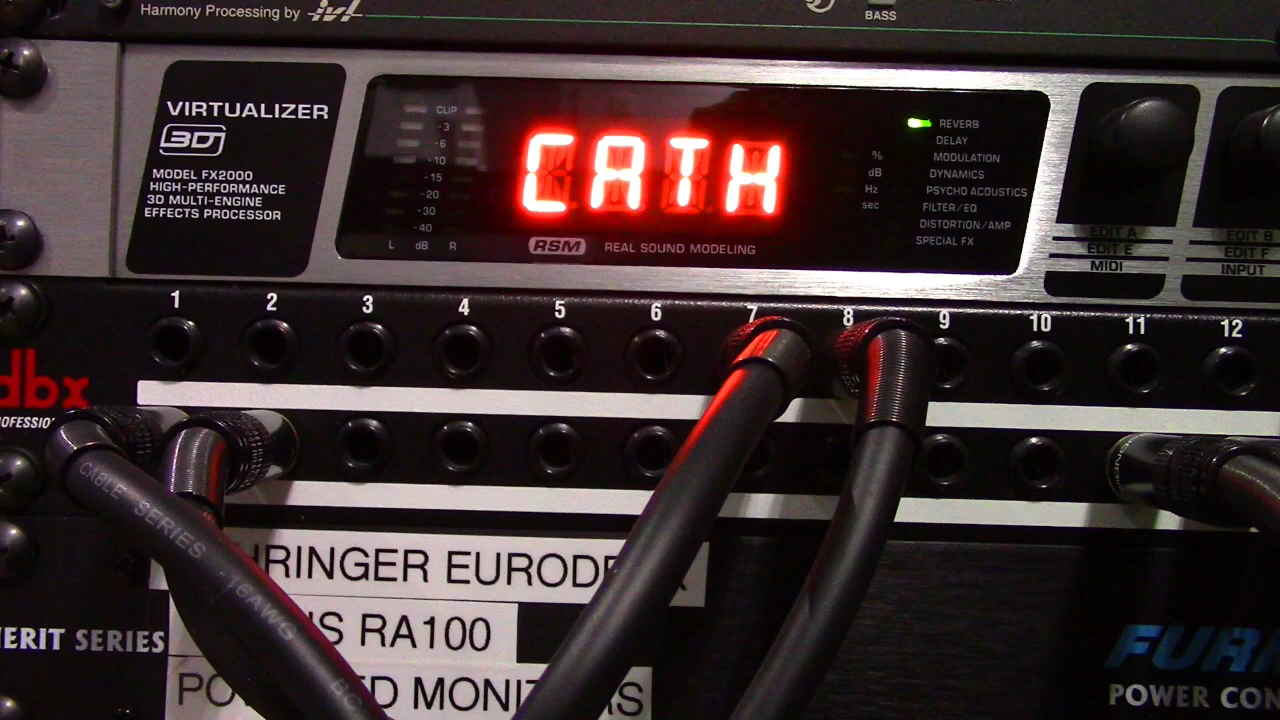 Harmony Processing by IVL
BASS
VIRTUALIZER
3D
MODEL FX2000
HIGH-PERFORMANCE
3D MULTI-ENGINE
EFFECTS PROCESSOR
CLIP
-3
-6
-10
-15
-20
-30
-40
L dB R
CATH
RSM REAL SOUND MODELING
%
dB
Hz
sec
REVERB
DELAY
MODULATION
DYNAMICS
PSYCHO ACOUSTICS
FILTER/EQ
DISTORTION/AMP
SPECIAL FX
EDIT A
EDIT E
MIDI
EDIT B
EDIT F
INPUT
1 2 3 4 5 6 7 8 9 10 11 12
dbx
OFESSION
CABLE SERIES -16AWG
HRINGER EURODE
S RA100
PO ED MONI RS
ERIT SERIES
FUR
POWER CON